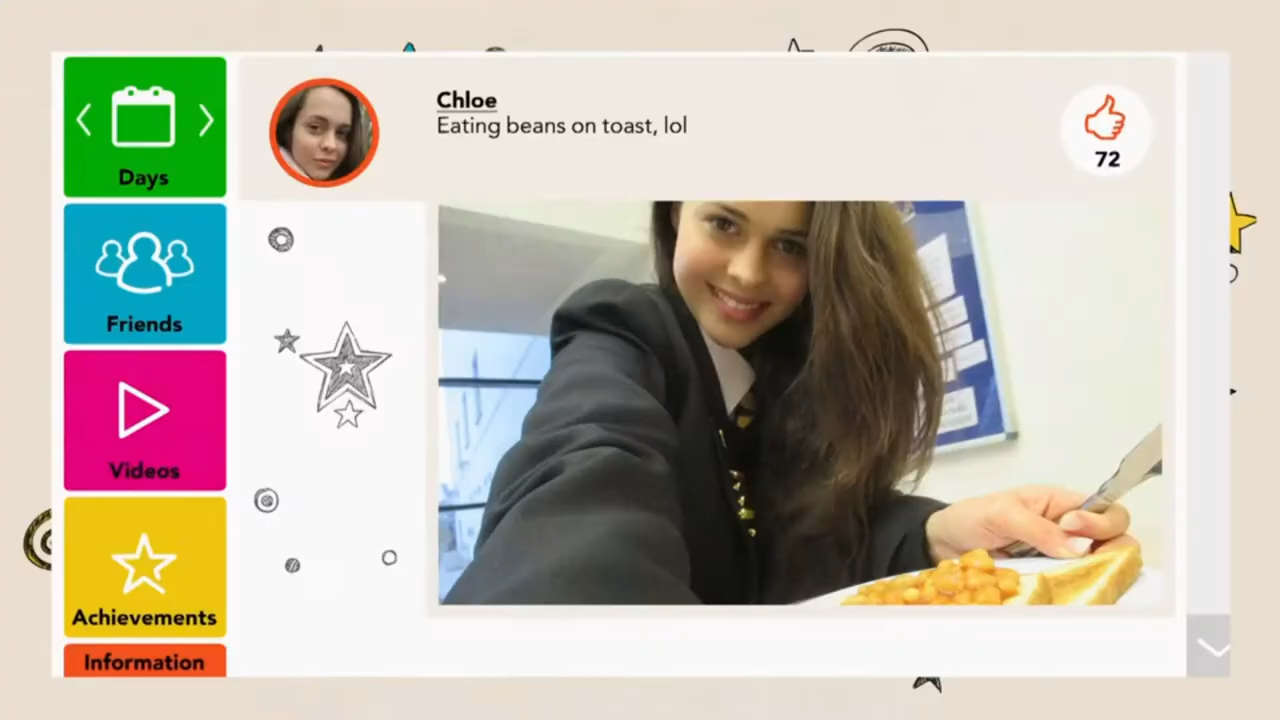 Days
Friends
Videos
Achievements
Information
Chloe
Eating beans on toast, lol
72